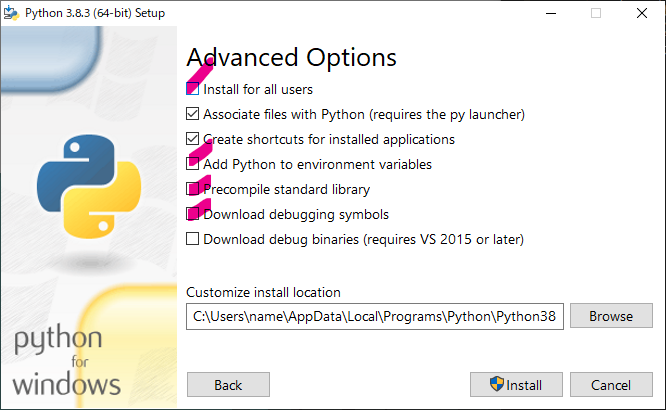 Python 3.8.3 (64-bit) Setup
Advanced Options
Install for all users
Associate files with Python (requires the py launcher)
Create shortcuts for installed applications
Add Python to environment variables
Precompile standard library
Download debugging symbols
Download debug binaries (requires VS 2015 or later)
Customize install location
C:\Users\name\AppData\Local\Programs\Python\Python38
Browse
python
for
windows
Back
Install
Cancel